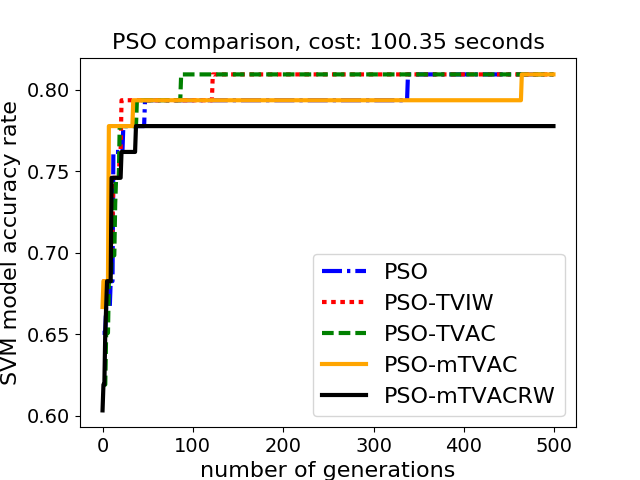 PSO comparison, cost: 100.35 seconds
SVM model accuracy rate
0.80
0.75
0.70
0.65
0.60
PSO
PSO-TVIW
PSO-TVAC
PSO-mTVAC
PSO-mTVACRW
0 100 200 300 400 500
number of generations